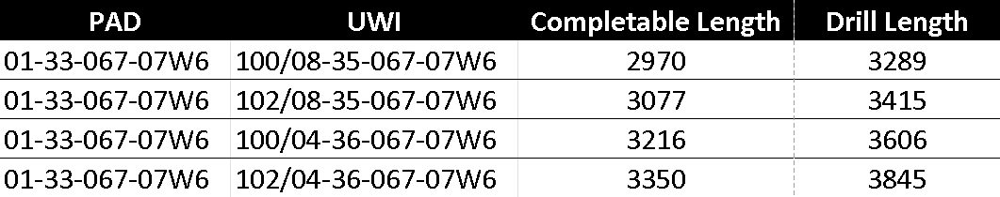 PAD UWI Completable Length Drill Length
01-33-067-07W6 100/08-35-067-07W6 2970 3289
01-33-067-07W6 102/08-35-067-07W6 3077 3415
01-33-067-07W6 100/04-36-067-07W6 3216 3606
01-33-067-07W6 102/04-36-067-07W6 3350 3845